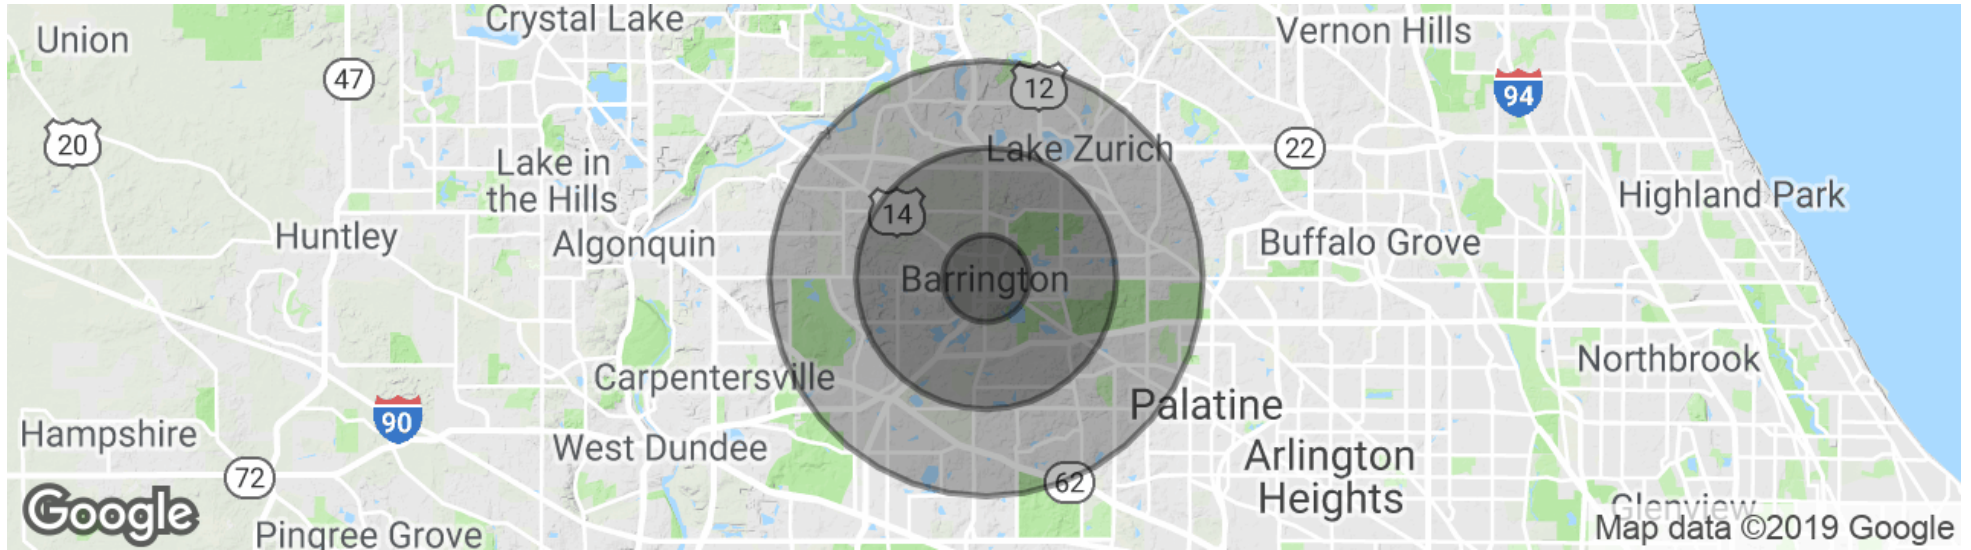 Crystal Lake
Vernon Hills
Union
47
12
94
20
Lake Zurich
22
Lake in
the Hills
Highland Park
14
Huntley
Algonquin
Buffalo Grove
Barrington
Northbrook
Carpentersville
Palatine
90
Hampshire
West Dundee
Arlington
Heights
72
62
Google
Glenview
Pingree Grove
Map data ©2019 Google